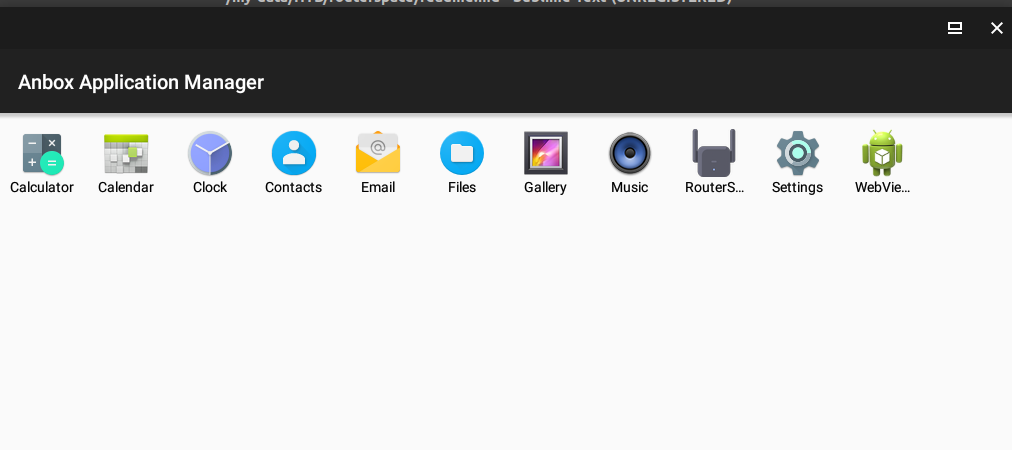 Anbox Application Manager
Calculator Calendar Clock Contacts Email Files Gallery Music RouterS... Settings WebVie...